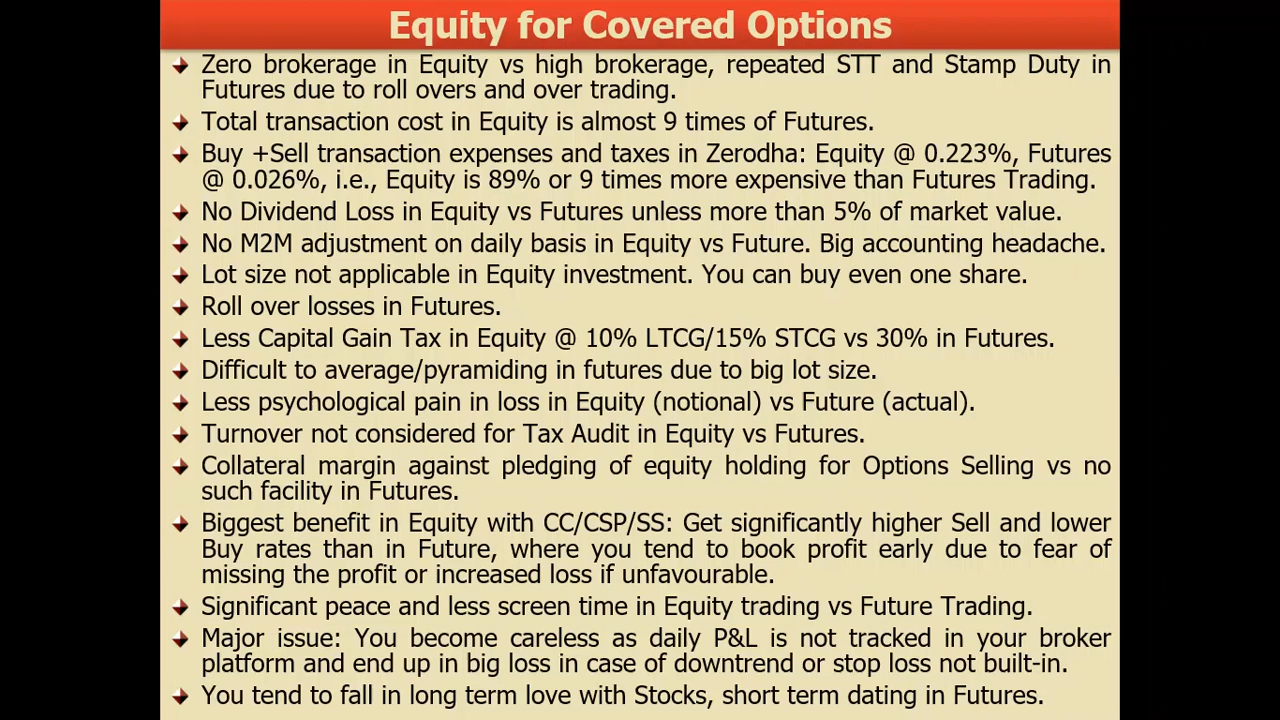 Equity for Covered Options
Zero brokerage in Equity vs high brokerage, repeated STT and Stamp Duty in
Futures due to roll overs and over trading.
Total transaction cost in Equity is almost 9 times of Futures.
Buy +Sell transaction expenses and taxes in Zerodha: Equity @ 0.223%, Futures
@ 0.026%, i.e., Equity is 89% or 9 times more expensive than Futures Trading.
No Dividend Loss in Equity vs Futures unless more than 5% of market value.
No M2M adjustment on daily basis in Equity vs Future. Big accounting headache.
Lot size not applicable in Equity investment. You can buy even one share.
Roll over losses in Futures.
Less Capital Gain Tax in Equity @ 10% LTCG/15% STCG vs 30% in Futures.
Difficult to average/pyramiding in futures due to big lot size.
Less psychological pain in loss in Equity (notional) vs Future (actual).
Turnover not considered for Tax Audit in Equity vs Futures.
Collateral margin against pledging of equity holding for Options Selling vs no
such facility in Futures.
Biggest benefit in Equity with CC/CSP/SS: Get significantly higher Sell and lower
Buy rates than in Future, where you tend to book profit early due to fear of
missing the profit or increased loss if unfavourable.
Significant peace and less screen time in Equity trading vs Future Trading.
Major issue: You become careless as daily P&L is not tracked in your broker
platform and end up in big loss in case of downtrend or stop loss not built-in.
You tend to fall in long term love with Stocks, short term dating in Futures.